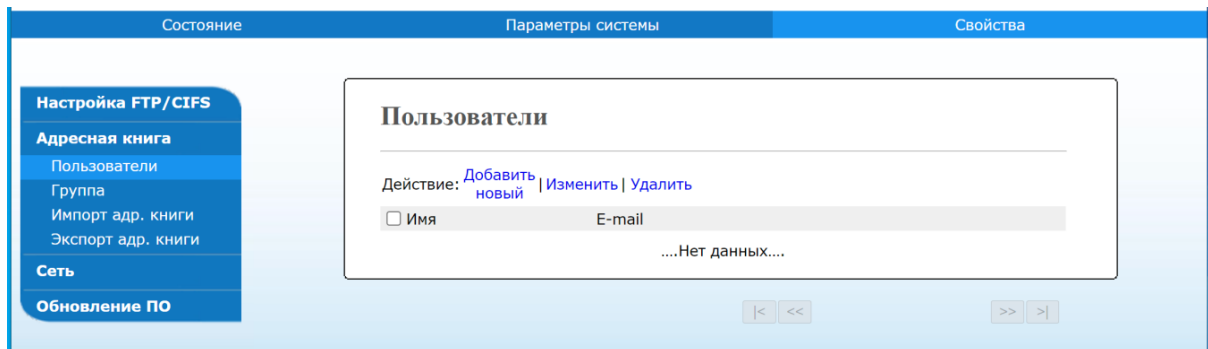 Состояние Параметры системы Свойства
Настройка FTP/CIFS
Адресная книга
Пользователи
Группа
Импорт адр. книги
Экспорт адр. книги
Сеть
Обновление ПО
Пользователи
Действие: Добавить новый | Изменить | Удалить
Имя E-mail
....Нет данных....
|< << >> >|